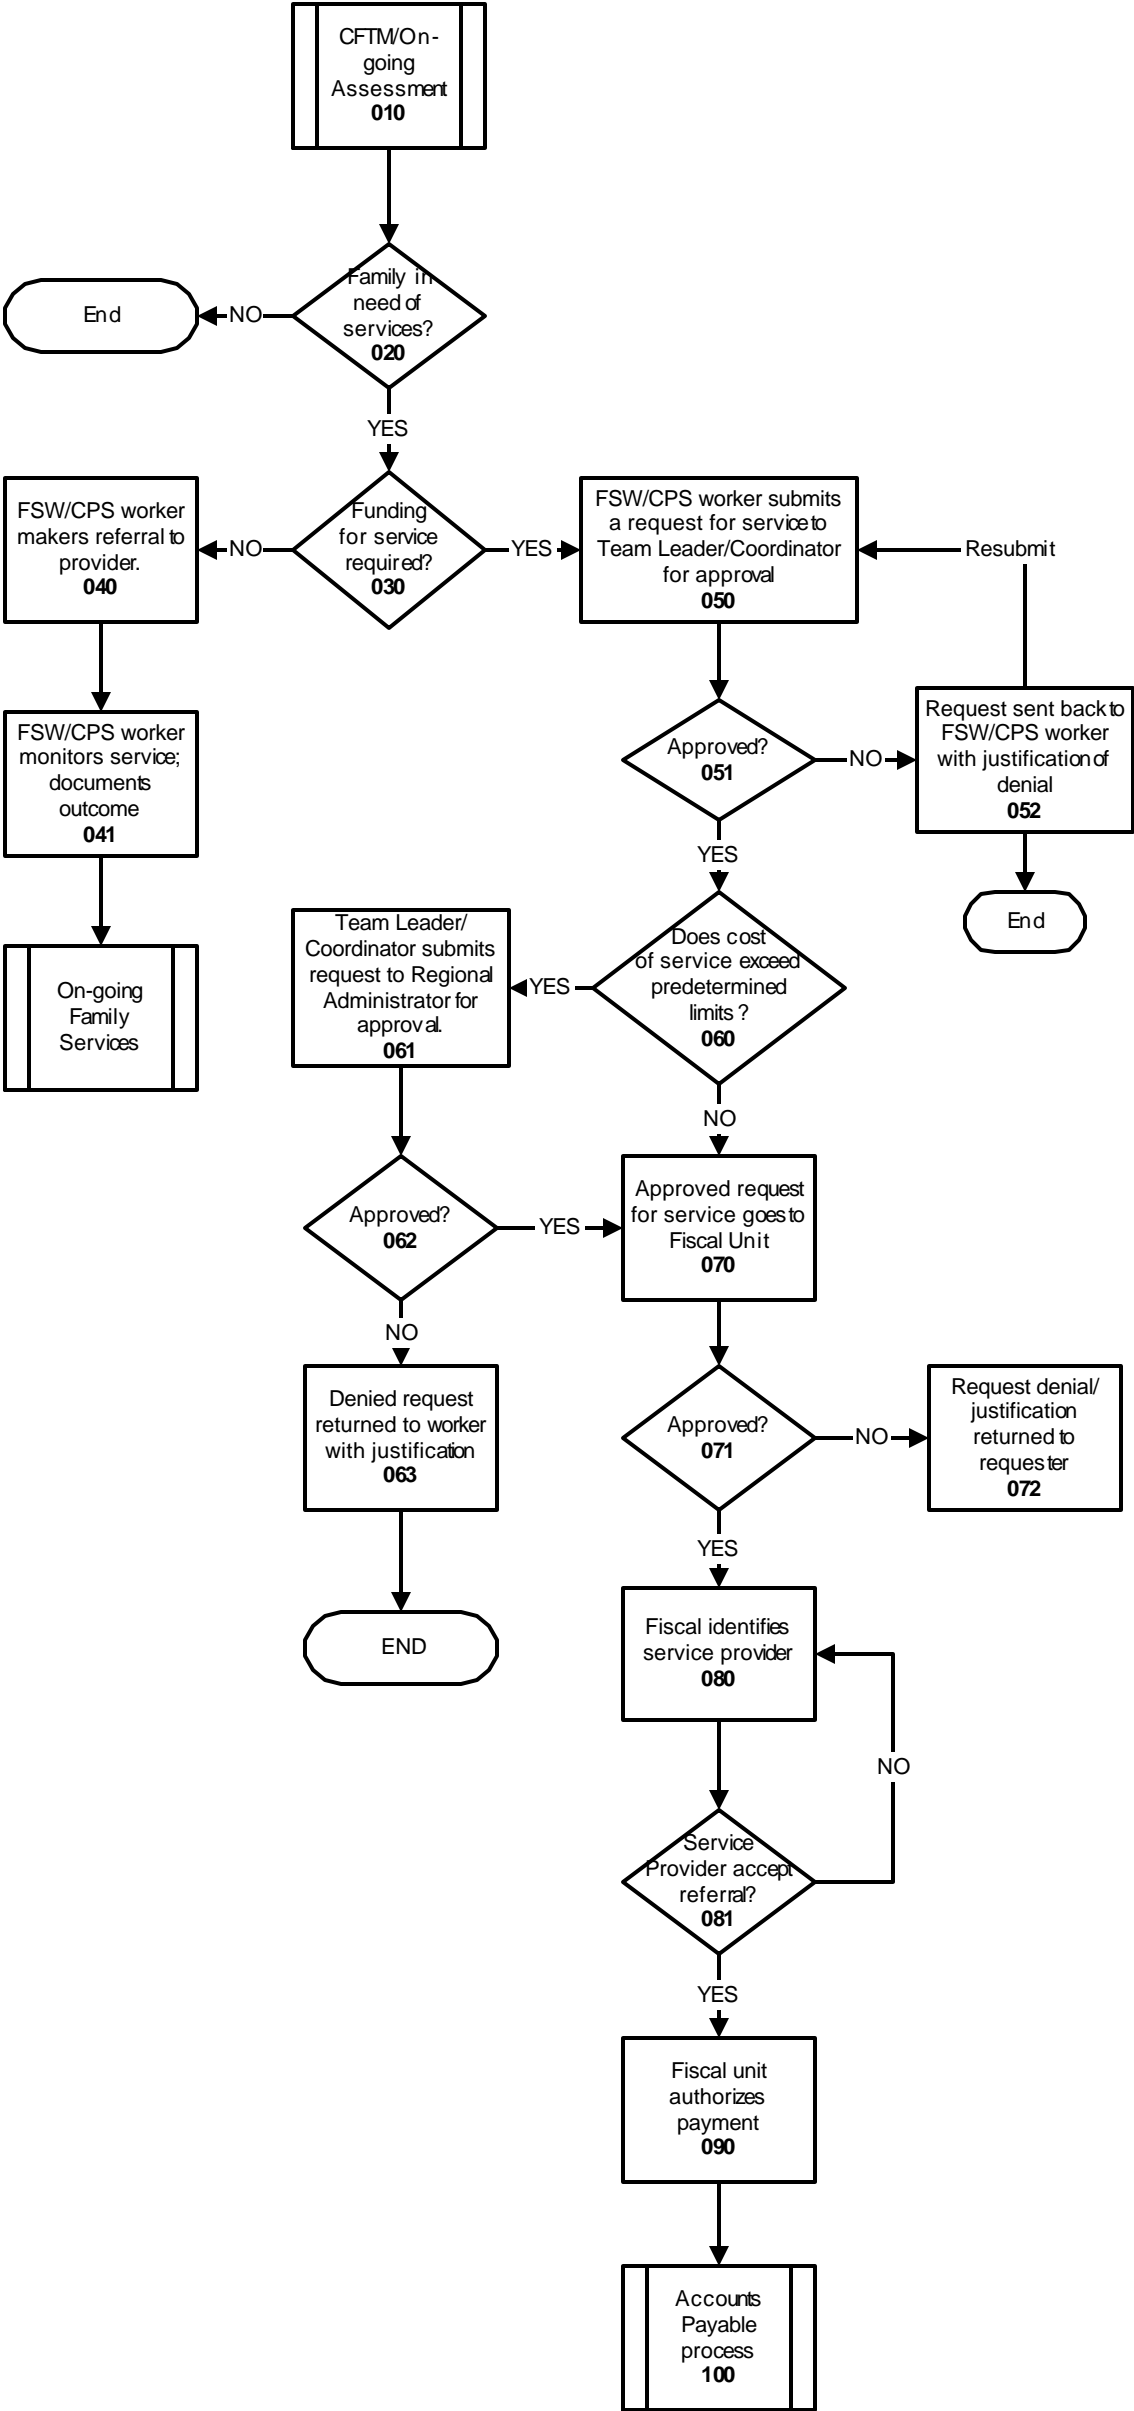 CFTM/On-
going
Assessment
010
Family in
need of
services?
020
NO
End
YES
Funding
for service
required?
030
NO
FSW/CPS worker
makers referral to
provider.
040
FSW/CPS worker
monitors service;
documents
outcome
041
On-going
Family
Services
YES
FSW/CPS worker submits
a request for service to
Team Leader/Coordinator
for approval
050
Resubmit
Approved?
051
NO
Request sent back to
FSW/CPS worker
with justification of
denial
052
End
YES
Does cost
of service exceed
predetermined
limits?
060
YES
Team Leader/
Coordinator submits
request to Regional
Administrator for
approval.
061
NO
Approved?
062
YES
Approved request
for service goes to
Fiscal Unit
070
NO
Denied request
returned to worker
with justification
063
END
Approved?
071
NO
Request denial/
justification
returned to
requester
072
YES
Fiscal identifies
service provider
080
NO
Service
Provider accept
referral?
081
YES
Fiscal unit
authorizes
payment
090
Accounts
Payable
process
100